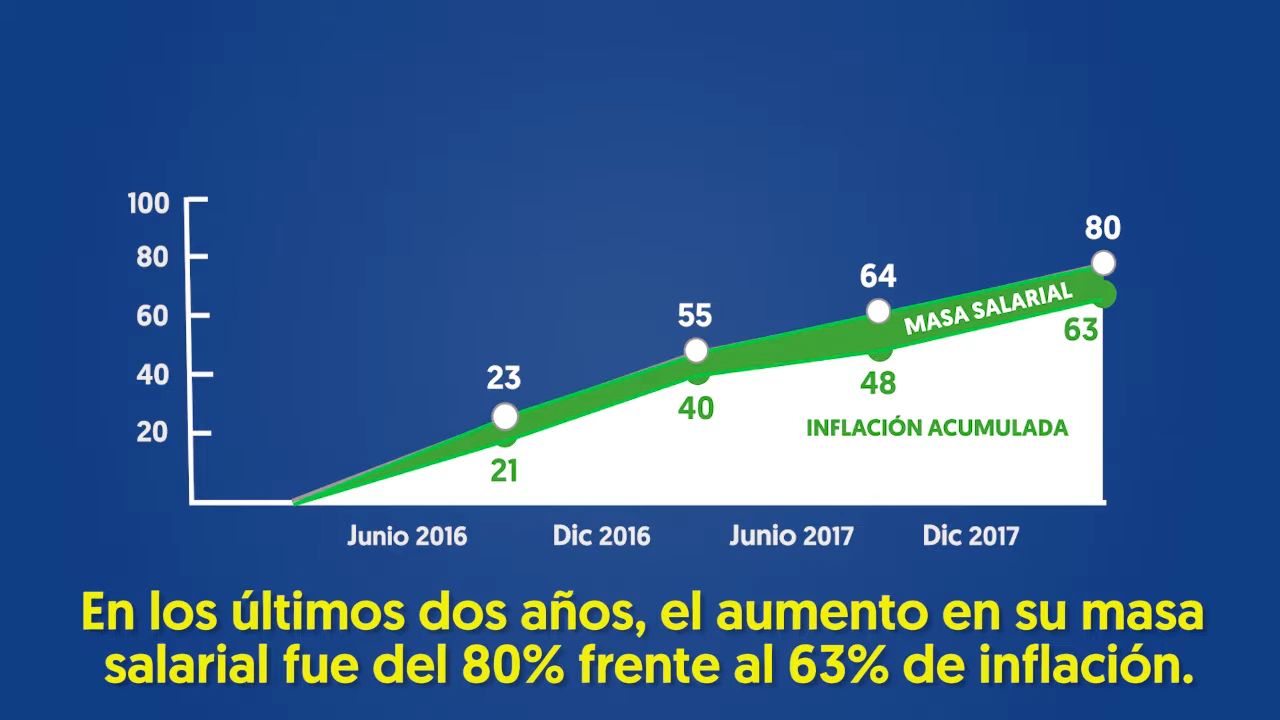 100
80
60
40
20
23
55
64
80
MASA SALARIAL
21
40
48
63
INFLACIÓN ACUMULADA
Junio 2016 Dic 2016 Junio 2017 Dic 2017
En los últimos dos años, el aumento en su masa
salarial fue del 80% frente al 63% de inflación.